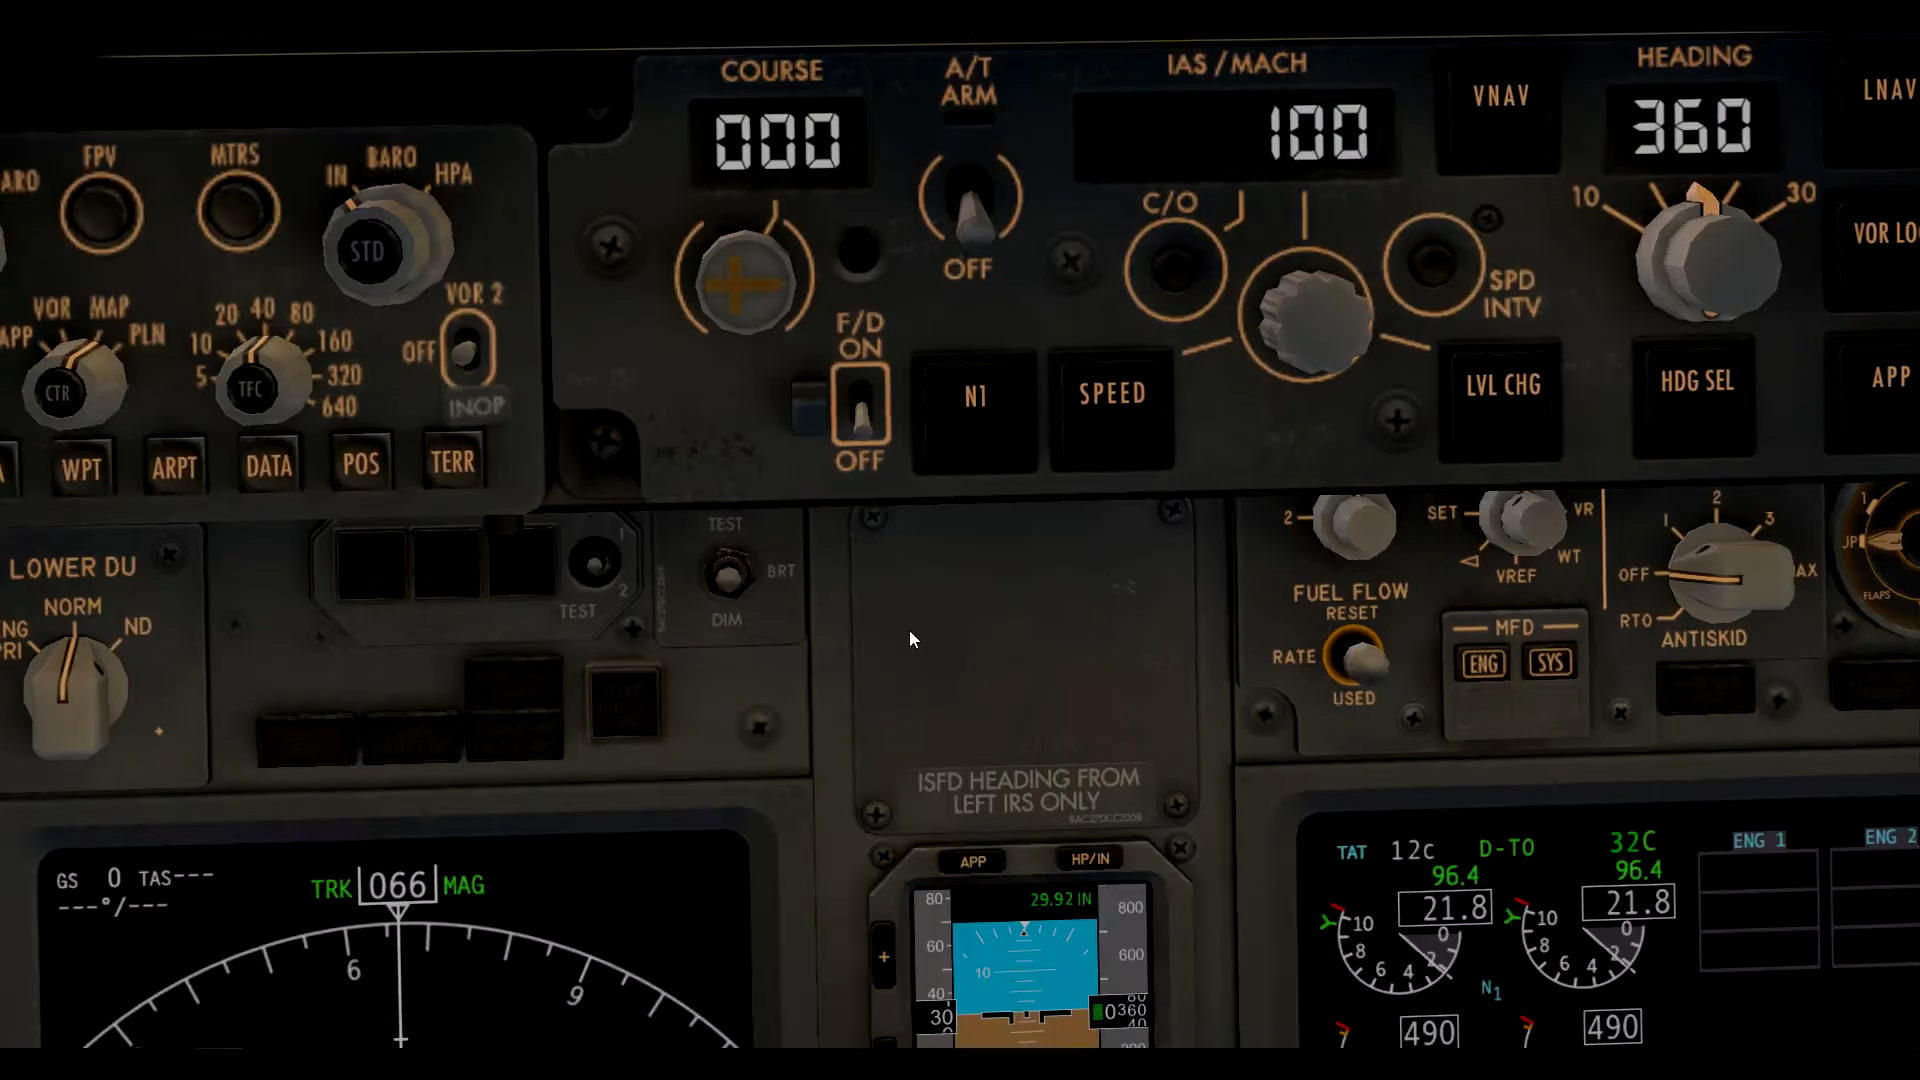 COURSE
000
A/T
ARM
OFF
IAS / MACH
100
VNAV
HEADING
360
LNAV
FPV
MTRS
IN
BARO
HPA
STD
C/O
SPD
INTV
10
30
VOR 2
OFF
INOP
VOR
MAP
APP
PLN
CTR
5
10
20
40
80
160
320
640
TFC
WPT
ARPT
DATA
POS
TERR
F/D
ON
OFF
N1
SPEED
LVL CHG
HDG SEL
APP
LOWER DU
NORM
ND
1
2
TEST
TEST
BRT
DIM
2
SET
VR
WT
VREF
FUEL FLOW
RESET
RATE
USED
MFD
ENG
SYS
1
2
3
OFF
RTO
ANTISKID
1
FLAPS
ISFD HEADING FROM
LEFT IRS ONLY
APP
HP/IN
GS 0 TAS---
---°/---
TRK 066 MAG
6
9
29.92 IN
80
60
40
30
10
800
600
+
TAT 12c
D-TO
32C
96.4
96.4
21.8
21.8
10
8
6
4
2
0
10
8
6
4
2
0
N1
490
490
ENG 1
ENG 2